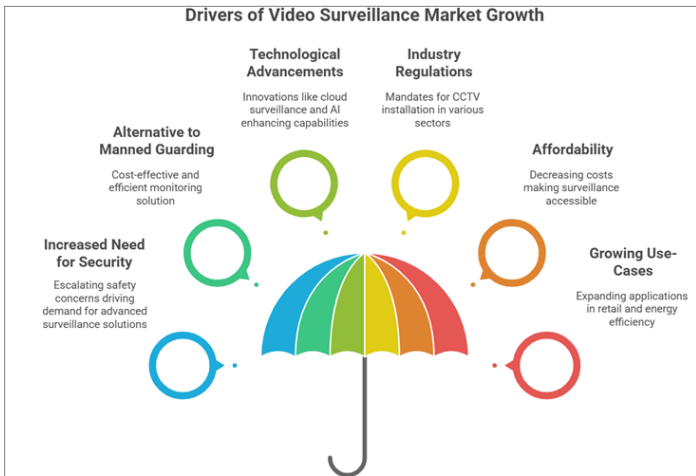 Drivers of Video Surveillance Market Growth
Increased Need
for Security
Escalating safety
concerns driving
demand for advanced
surveillance solutions
Alternative to
Manned Guarding
Cost-effective and
efficient monitoring
solution
Technological
Advancements
Innovations like cloud
surveillance and AI
enhancing capabilities
Industry
Regulations
Mandates for CCTV
installation in various
sectors
Affordability
Decreasing costs
making surveillance
accessible
Growing Use-
Cases
Expanding applications
in retail and energy
efficiency